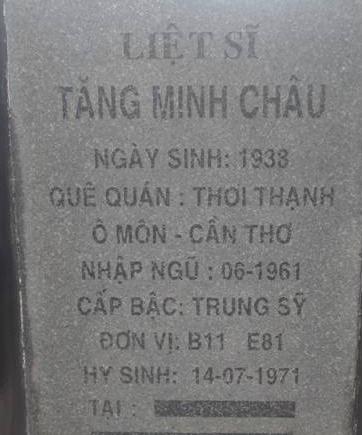 LIỆT SĨ
TĂNG MINH CHÂU
NGÀY SINH: 1938
QUÊ QUÁN : THOI THẠNH
Ô MÔN - CẦN THƠ
NHẬP NGŨ : 06-1961
CẤP BẬC: TRUNG SỸ
ĐƠN VỊ: B11 E81
HY SINH: 14-07-1971
TẠI :